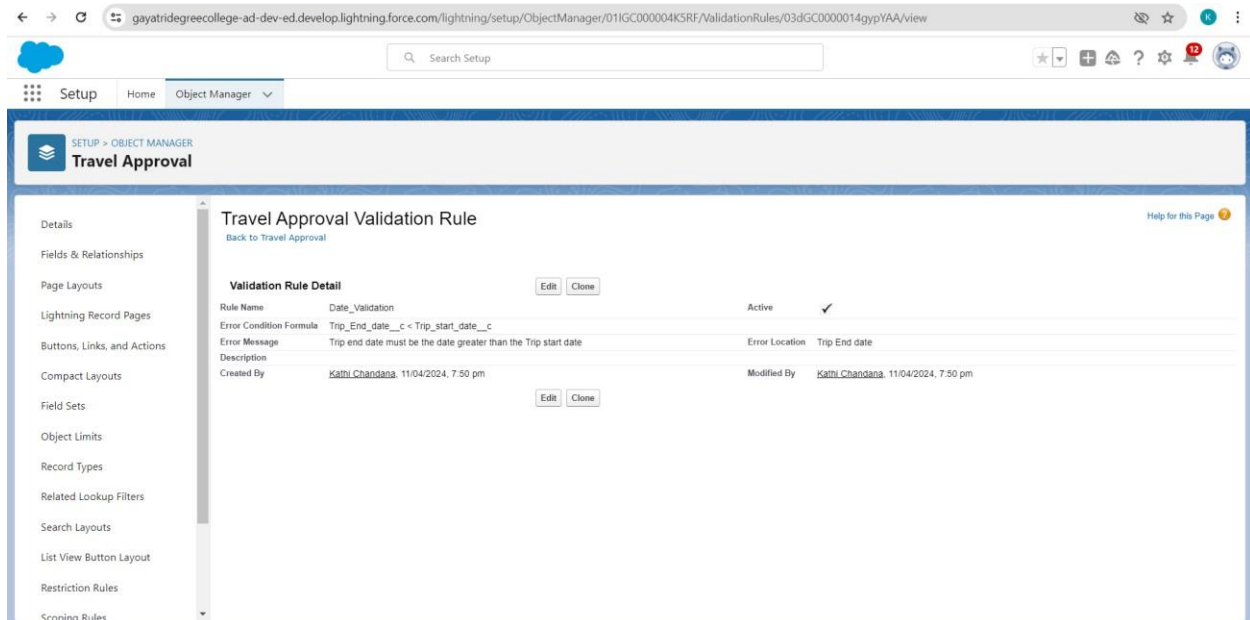 gayatridegreecollege-ad-dev-ed.develop.lightning.force.com/lightning/setup/ObjectManager/01IGC000004K5RF/ValidationRules/03dGC0000014gypYAA/view
K
Search Setup
12
Setup Home Object Manager
SETUP > OBJECT MANAGER
Travel Approval
Details
Fields & Relationships
Page Layouts
Lightning Record Pages
Buttons, Links, and Actions
Compact Layouts
Field Sets
Object Limits
Record Types
Related Lookup Filters
Search Layouts
List View Button Layout
Restriction Rules
Scoping Rules
Travel Approval Validation Rule
Help for this Page
Back to Travel Approval
Validation Rule Detail Edit Clone
Rule Name Date_Validation Active ✓
Error Condition Formula Trip_End_date__c < Trip_start_date__c
Error Message Trip end date must be the date greater than the Trip start date Error Location Trip End date
Description
Created By Kathi Chandana, 11/04/2024, 7:50 pm Modified By Kathi Chandana, 11/04/2024, 7:50 pm
Edit Clone